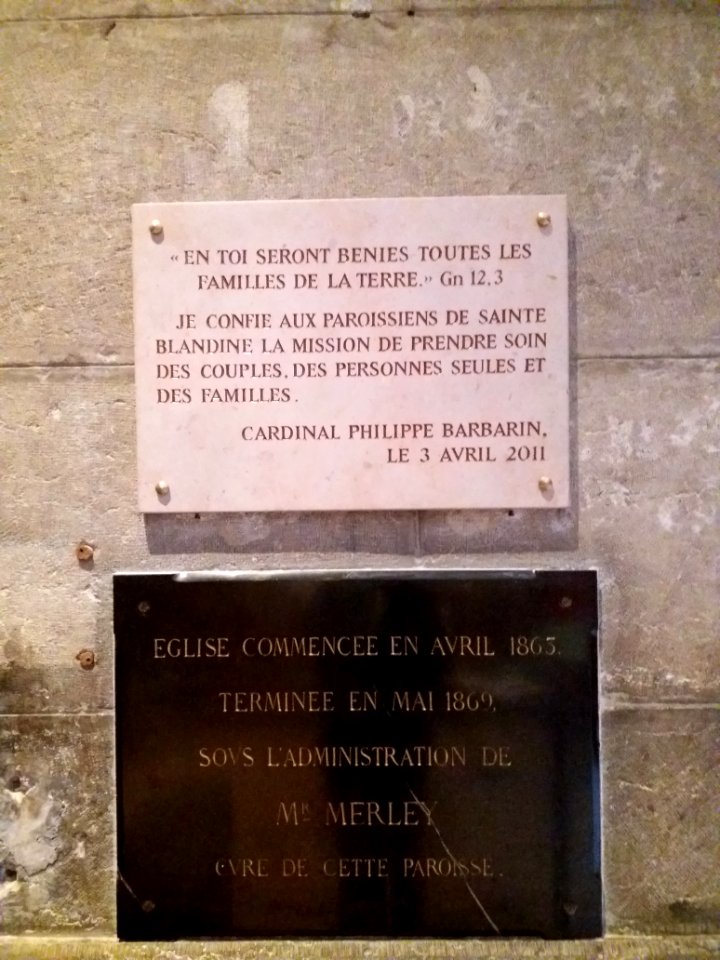 «EN TOI SERONT BENIES TOUTES LES
FAMILLES DE LA TERRE.» Gn 12,3
JE CONFIE AUX PAROISSIENS DE SAINTE
BLANDINE LA MISSION DE PRENDRE SOIN
DES COUPLES, DES PERSONNES SEULES ET
DES FAMILLES.
CARDINAL PHILIPPE BARBARIN,
LE 3 AVRIL 2011
EGLISE COMMENCEE EN AVRIL 1863.
TERMINEE EN MAI 1869,
SOVS L'ADMINISTRATION DE
MR MERLEY
CVRE DE CETTE PAROISSE.